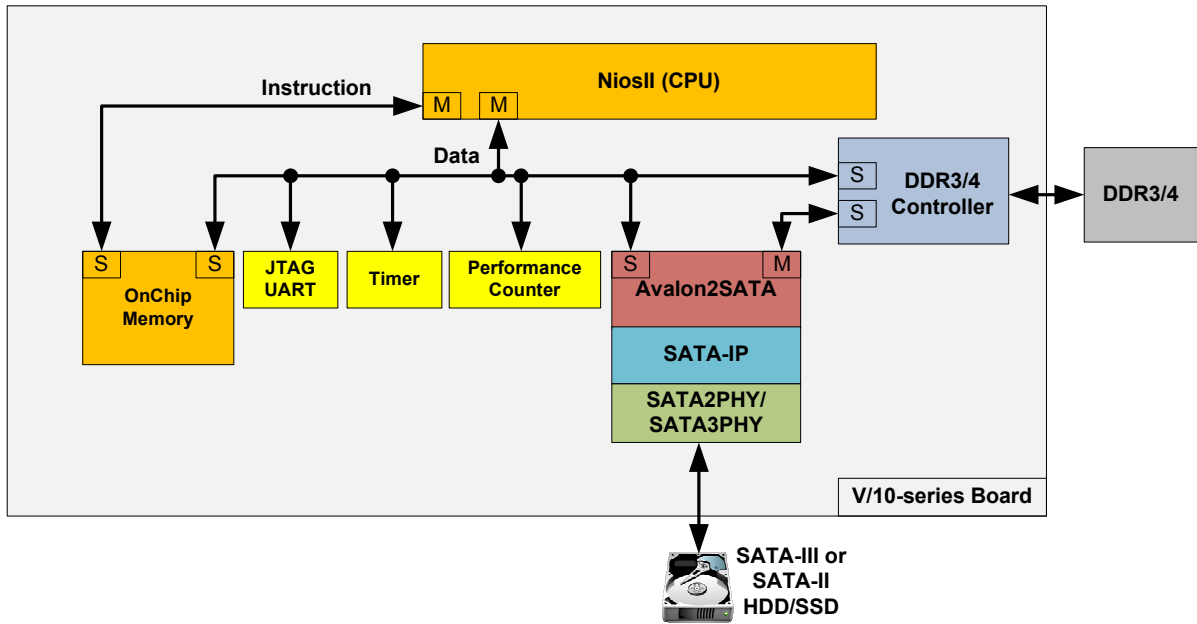 NiosII (CPU)
Instruction
M
M
Data
S
S
DDR3/4
Controller
DDR3/4
S
S
OnChip
Memory
JTAG
UART
Timer
Performance
Counter
S
M
Avalon2SATA
SATA-IP
SATA2PHY/
SATA3PHY
V/10-series Board
SATA-III or
SATA-II
HDD/SSD